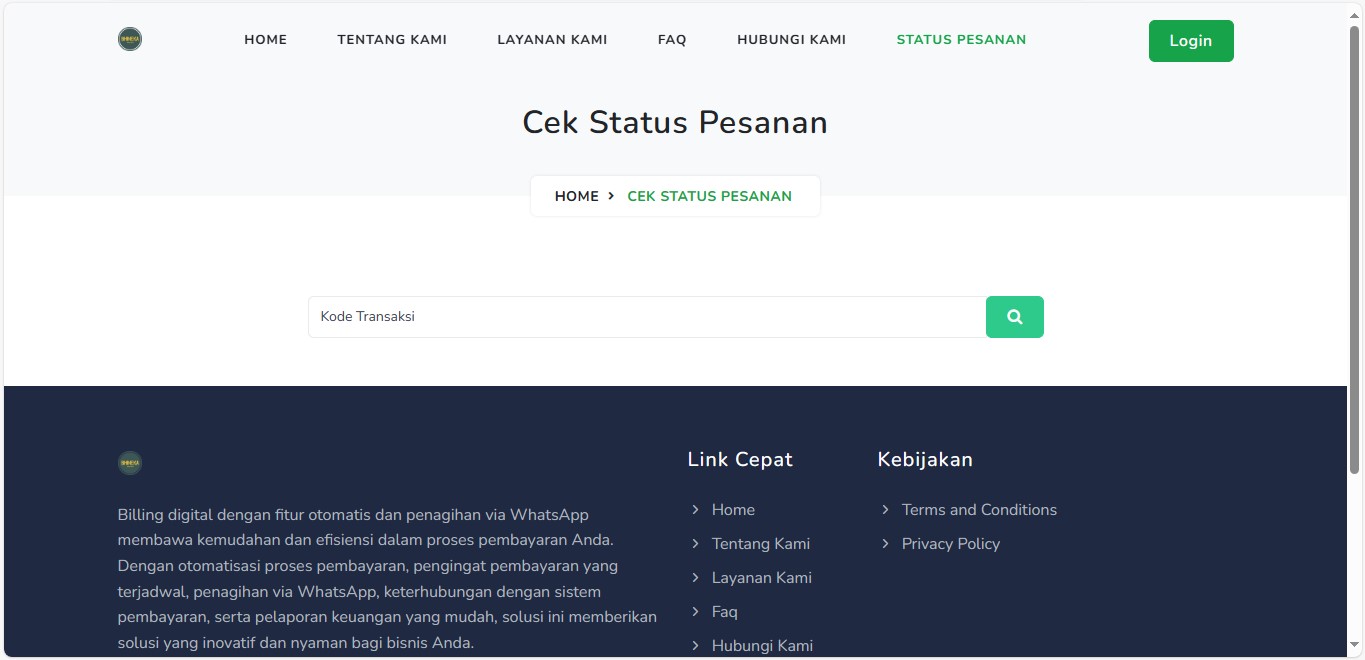 HOME
TENTANG KAMI
LAYANAN KAMI
FAQ
HUBUNGI KAMI
STATUS PESANAN
Login
Cek Status Pesanan
HOME
CEK STATUS PESANAN
Kode Transaksi
Billing digital dengan fitur otomatis dan penagihan via WhatsApp
membawa kemudahan dan efisiensi dalam proses pembayaran Anda.
Dengan otomatisasi proses pembayaran, pengingat pembayaran yang
terjadwal, penagihan via WhatsApp, keterhubungan dengan sistem
pembayaran, serta pelaporan keuangan yang mudah, solusi ini memberikan
solusi yang inovatif dan nyaman bagi bisnis Anda.
Link Cepat
Home
Tentang Kami
Layanan Kami
Faq
Hubungi Kami
Kebijakan
Terms and Conditions
Privacy Policy